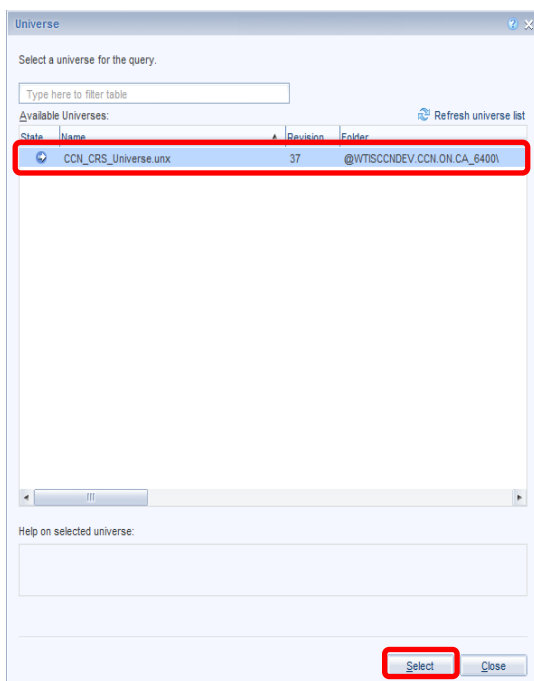 Universe
Select a universe for the query.
Type here to filter table
Available Universes: Refresh universe list
State Name Revision Folder
CCN_CRS_Universe.unx 37 @WTISCCNDEV.CCN.ON.CA_6400\
Help on selected universe:
Select Close